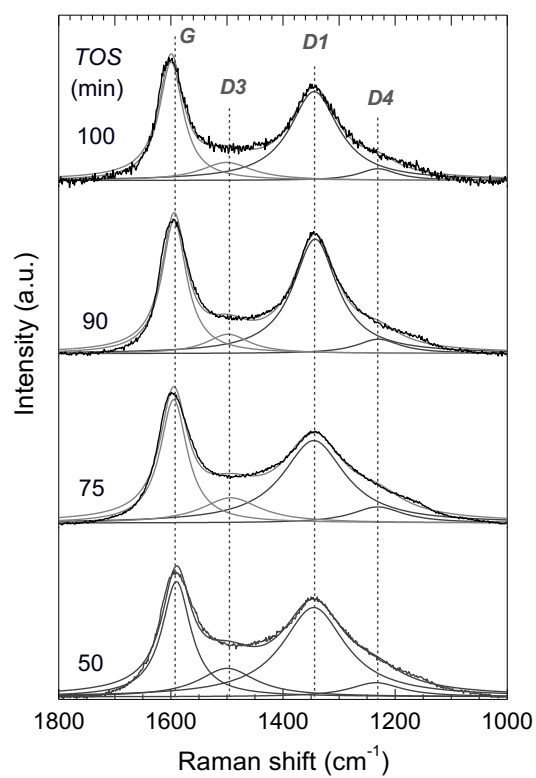 TOS
(min)
G
D3
D1
D4
100
90
75
50
Intensity (a.u.)
1800 1600 1400 1200 1000
Raman shift (cm⁻¹)